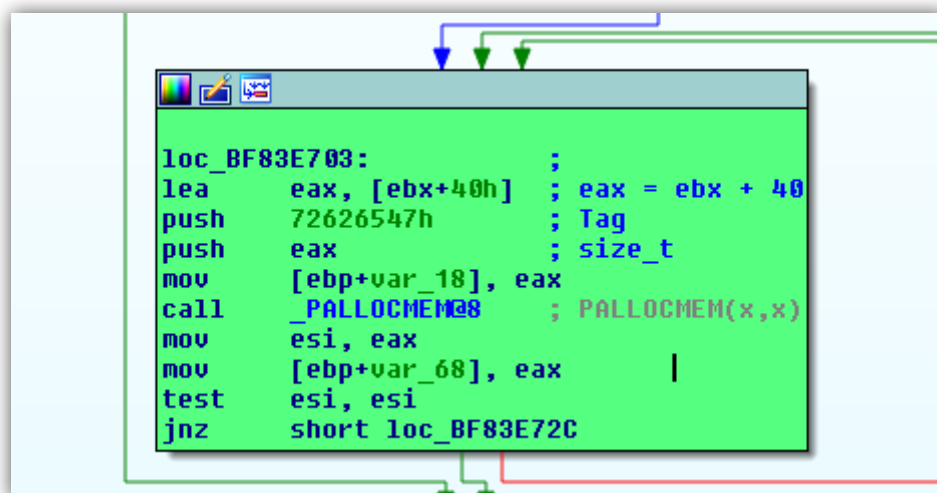 loc_BF83E703: ;
lea eax, [ebx+40h] ; eax = ebx + 40
push 72626547h ; Tag
push eax ; size_t
mov [ebp+var_18], eax
call _PALLOCMEM@8 ; PALLOCMEM(x,x)
mov esi, eax
mov [ebp+var_68], eax
test esi, esi
jnz short loc_BF83E72C